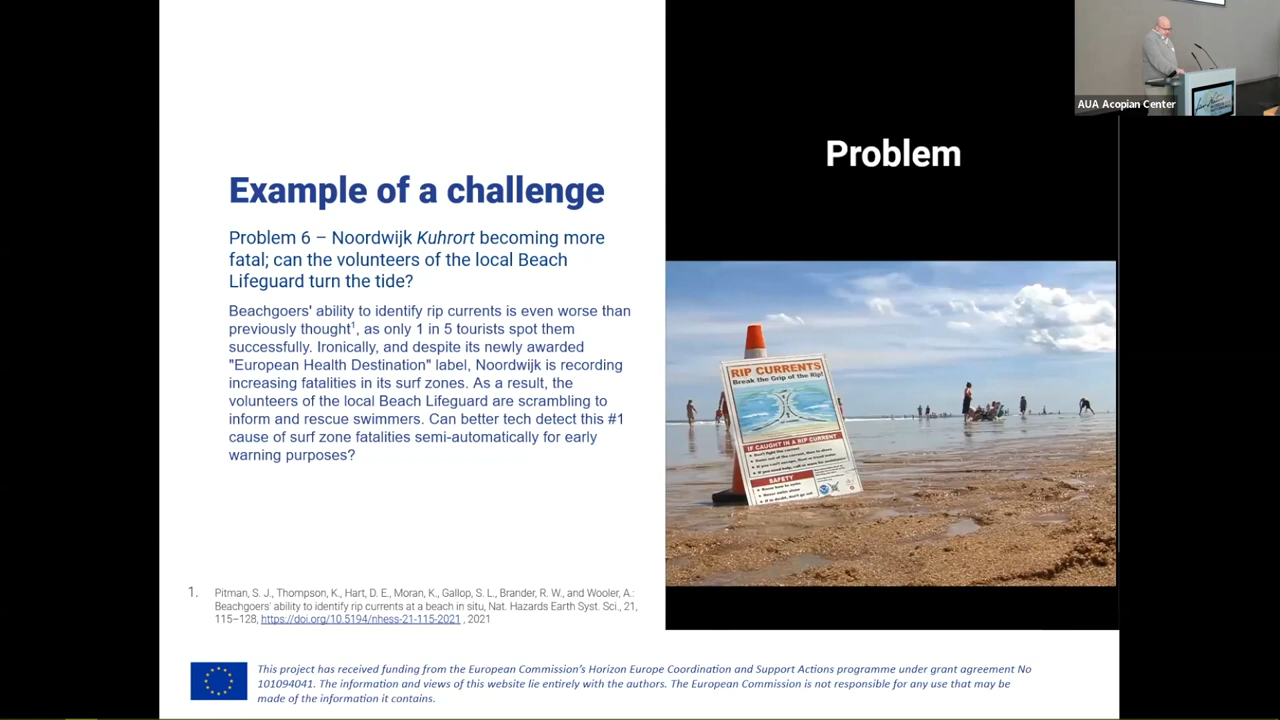 AUA Acopian Center
Example of a challenge
Problem 6 – Noordwijk Kuhrort becoming more
fatal; can the volunteers of the local Beach
Lifeguard turn the tide?
Beachgoers' ability to identify rip currents is even worse than
previously thought¹, as only 1 in 5 tourists spot them
successfully. Ironically, and despite its newly awarded
"European Health Destination" label, Noordwijk is recording
increasing fatalities in its surf zones. As a result, the
volunteers of the local Beach Lifeguard are scrambling to
inform and rescue swimmers. Can better tech detect this #1
cause of surf zone fatalities semi-automatically for early
warning purposes?
1. Pitman, S. J., Thompson, K., Hart, D. E., Moran, K., Gallop, S. L., Brander, R. W., and Wooler, A.:
Beachgoers' ability to identify rip currents at a beach in situ, Nat. Hazards Earth Syst. Sci., 21,
115–128, https://doi.org/10.5194/nhess-21-115-2021 , 2021
Problem
RIP CURRENTS
Break the Grip of the Rip!
IF CAUGHT IN A RIP CURRENT
SAFETY
This project has received funding from the European Commission's Horizon Europe Coordination and Support Actions programme under grant agreement No
101094041. The information and views of this website lie entirely with the authors. The European Commission is not responsible for any use that may be
made of the information it contains.